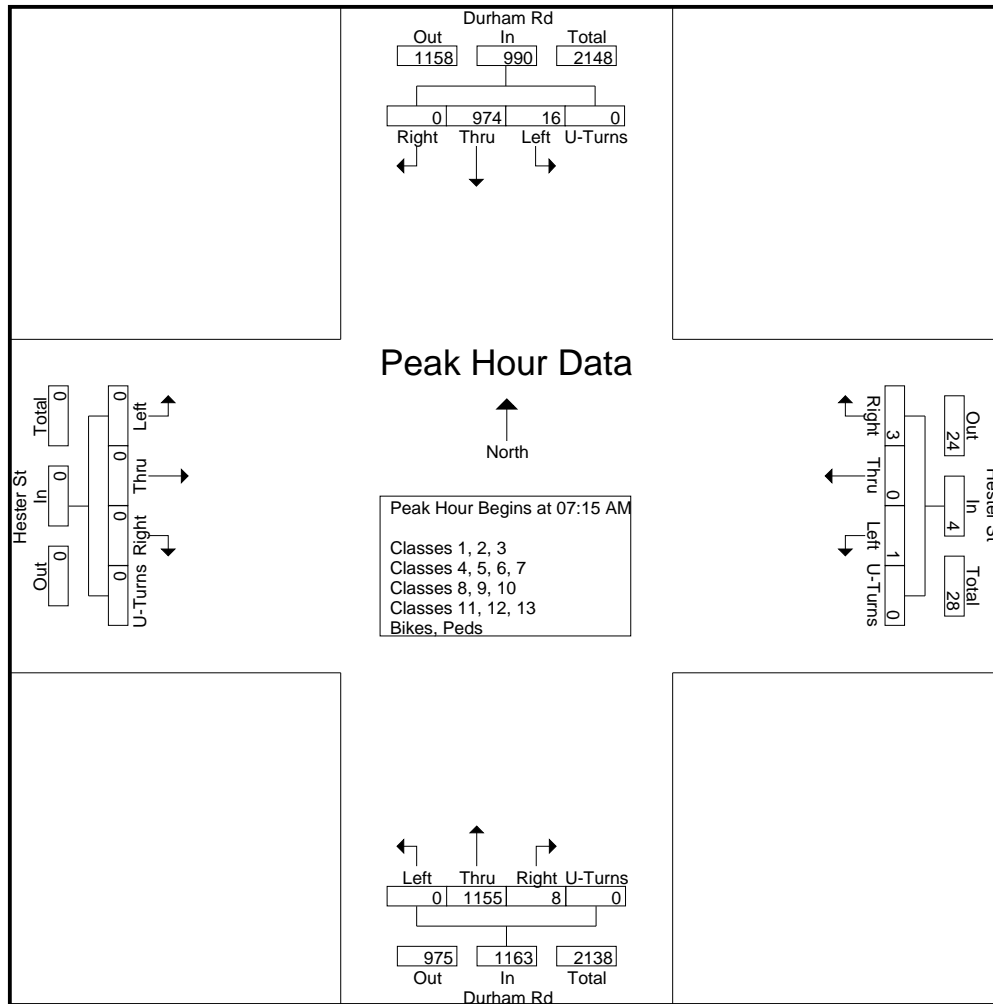 Durham Rd
Out In Total
1158 990 2148
0 974 16 0
Right Thru Left U-Turns
Peak Hour Data
North
Peak Hour Begins at 07:15 AM
Classes 1, 2, 3
Classes 4, 5, 6, 7
Classes 8, 9, 10
Classes 11, 12, 13
Bikes, Peds
Hester St
Out In Total
0 0 0
U-Turns Right Thru Left
0 0 0 0
Hester St
Out In Total
24 4 28
Right Thru Left U-Turns
3 0 1 0
Left Thru Right U-Turns
0 1155 8 0
975 1163 2138
Out In Total
Durham Rd